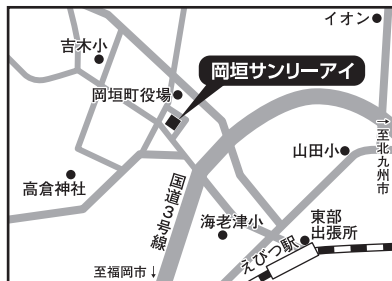 イオン
吉木小
岡垣サンリーアイ
岡垣町役場
→至北九州市
山田小
高倉神社
国道3号線
海老津小
東部
出張所
えびつ駅
至福岡市↓